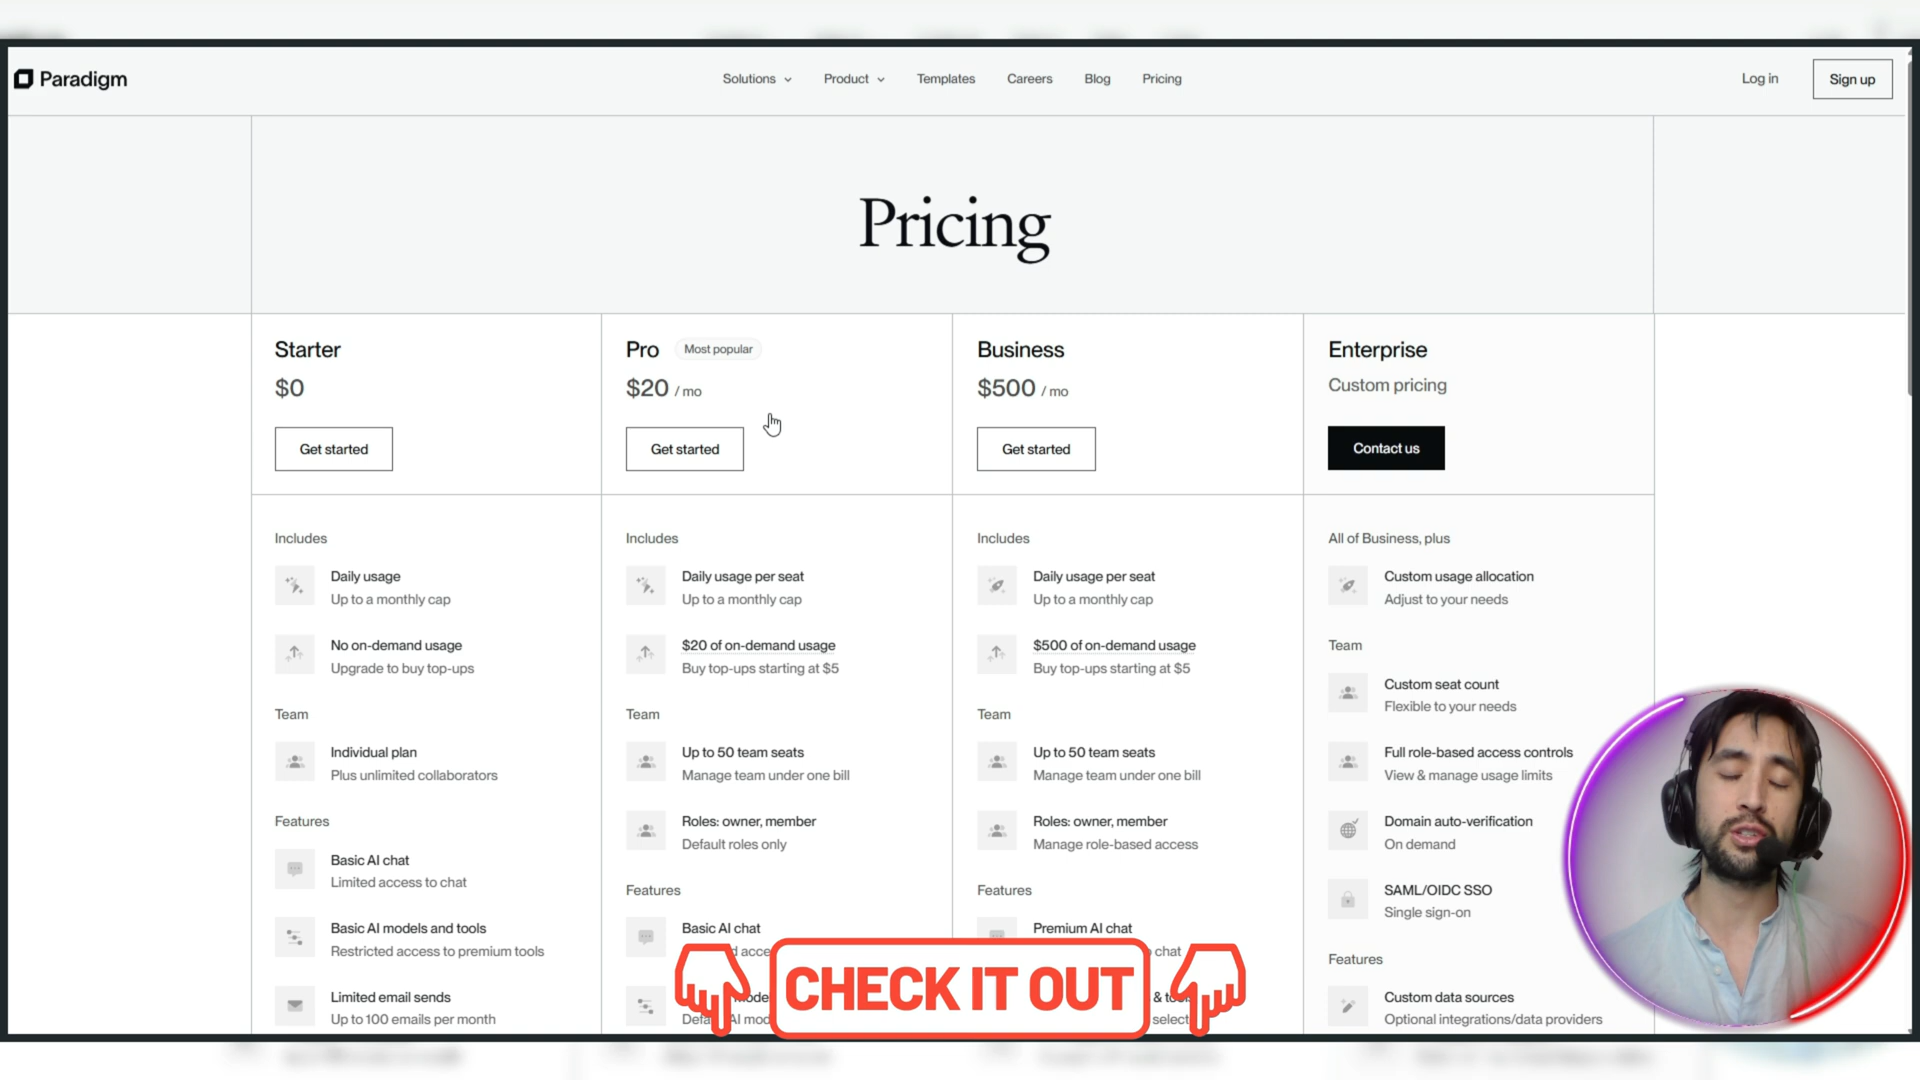 Paradigm
Solutions
Product
Templates
Careers
Blog
Pricing
Log in
Sign up
Pricing
Starter
$0
Get started
Includes
Daily usage
Up to a monthly cap
No on-demand usage
Upgrade to buy top-ups
Team
Individual plan
Plus unlimited collaborators
Features
Basic AI chat
Limited access to chat
Basic AI models and tools
Restricted access to premium tools
Limited email sends
Up to 100 emails per month
Pro
Most popular
$20 / mo
Get started
Includes
Daily usage per seat
Up to a monthly cap
$20 of on-demand usage
Buy top-ups starting at $5
Team
Up to 50 team seats
Manage team under one bill
Roles: owner, member
Default roles only
Features
Basic AI chat
Business
$500 / mo
Get started
Includes
Daily usage per seat
Up to a monthly cap
$500 of on-demand usage
Buy top-ups starting at $5
Team
Up to 50 team seats
Manage team under one bill
Roles: owner, member
Manage role-based access
Features
Premium AI chat
chat
Enterprise
Custom pricing
Contact us
All of Business, plus
Custom usage allocation
Adjust to your needs
Team
Custom seat count
Flexible to your needs
Full role-based access controls
View & manage usage limits
Domain auto-verification
On demand
SAML/OIDC SSO
Single sign-on
Features
Custom data sources
Optional integrations/data providers
CHECK IT OUT